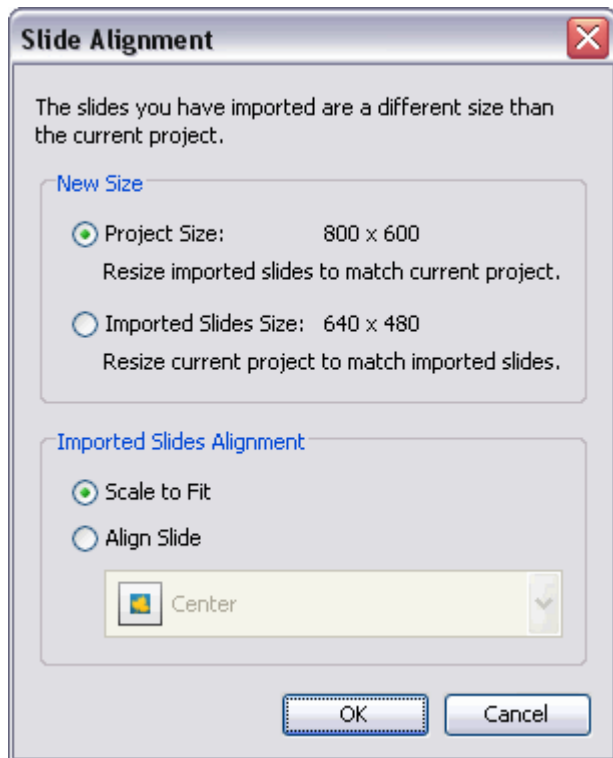 Slide Alignment
The slides you have imported are a different size than
the current project.
New Size
Project Size: 800 x 600
Resize imported slides to match current project.
Imported Slides Size: 640 x 480
Resize current project to match imported slides.
Imported Slides Alignment
Scale to Fit
Align Slide
Center
OK Cancel